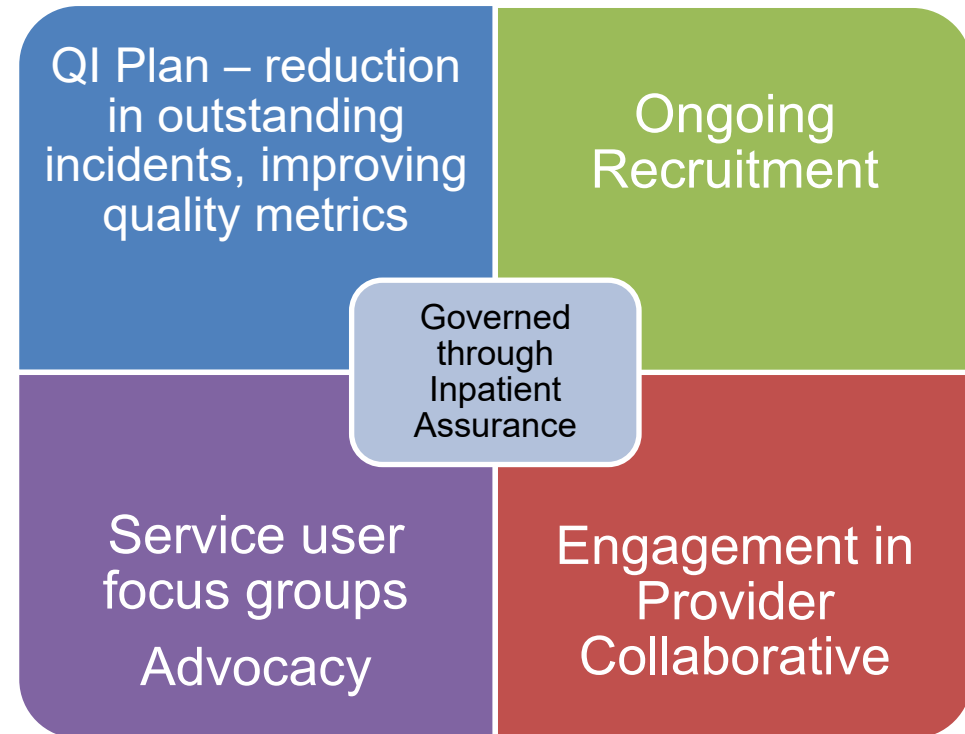 QI Plan – reduction
in outstanding
incidents, improving
quality metrics
Ongoing
Recruitment
Governed
through
Inpatient
Assurance
Service user
focus groups
Advocacy
Engagement in
Provider
Collaborative